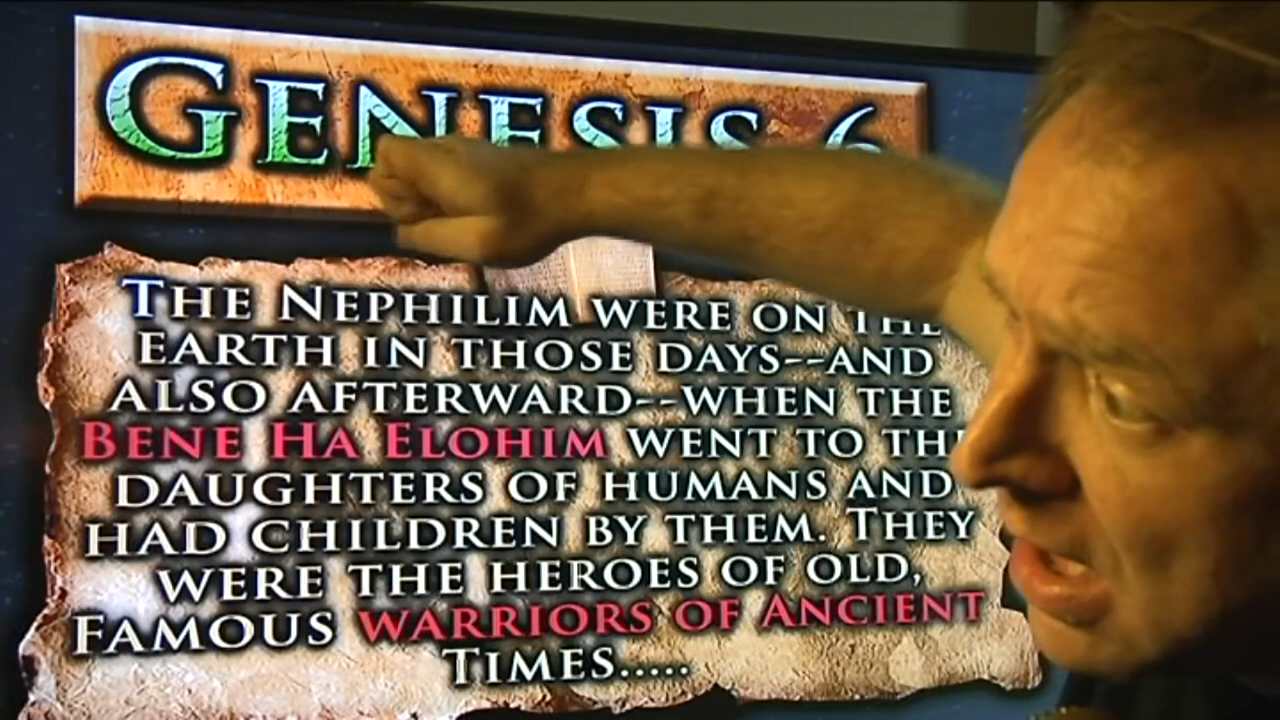 GENESIS 6
THE NEPHILIM WERE ON THE
EARTH IN THOSE DAYS--AND
ALSO AFTERWARD--WHEN THE
BENE HA ELOHIM WENT TO THE
DAUGHTERS OF HUMANS AND
HAD CHILDREN BY THEM. THEY
WERE THE HEROES OF OLD,
FAMOUS WARRIORS OF ANCIENT
TIMES.....